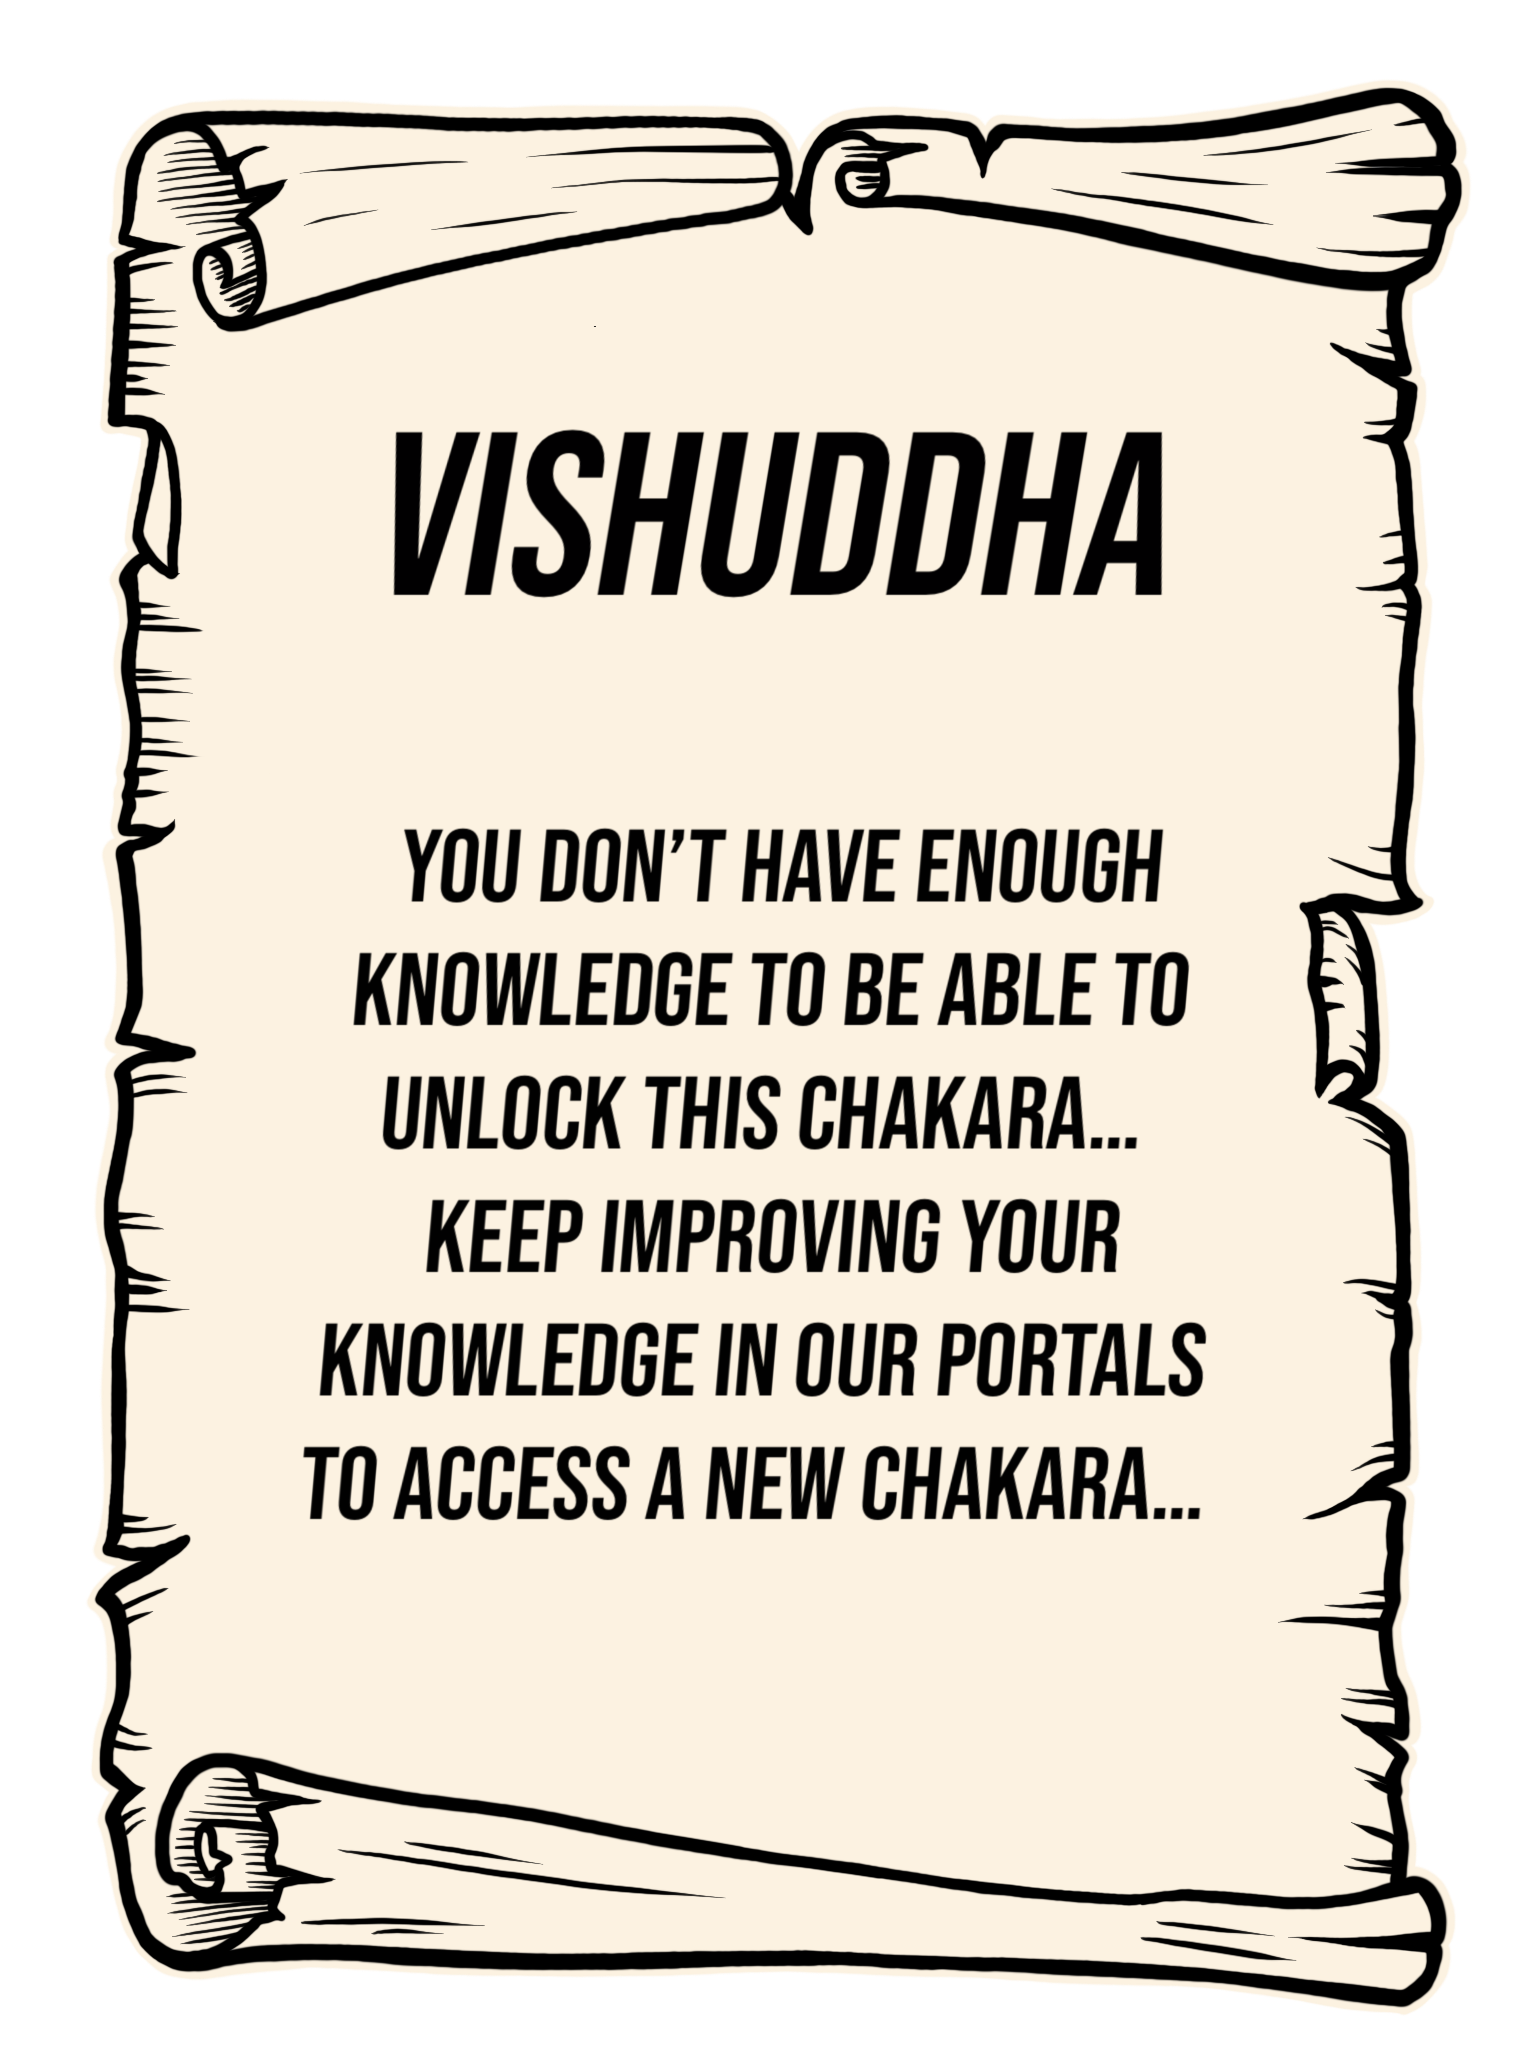 VISHUDDHA
YOU DON'T HAVE ENOUGH
KNOWLEDGE TO BE ABLE TO
UNLOCK THIS CHAKARA...
KEEP IMPROVING YOUR
KNOWLEDGE IN OUR PORTALS
TO ACCESS A NEW CHAKARA...